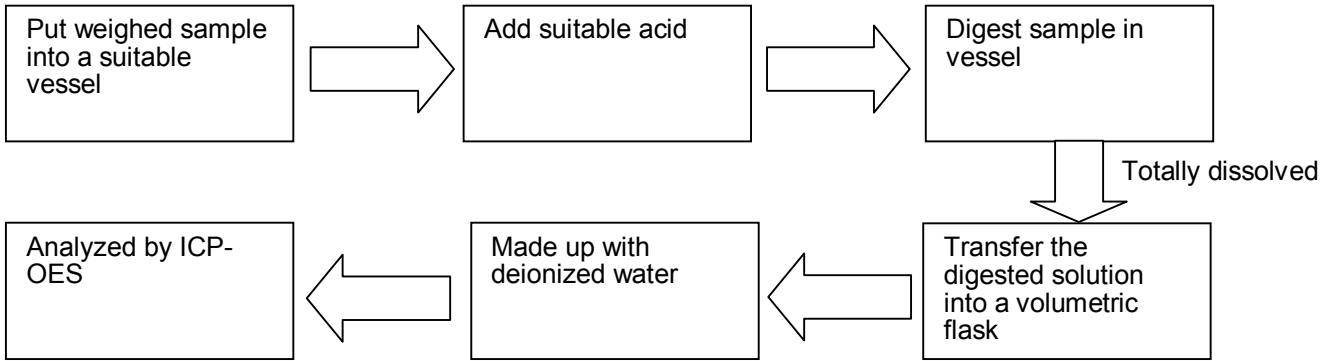 Put weighed sample
into a suitable
vessel
Add suitable acid
Digest sample in
vessel
Totally dissolved
Transfer the
digested solution
into a volumetric
flask
Made up with
deionized water
Analyzed by ICP-
OES